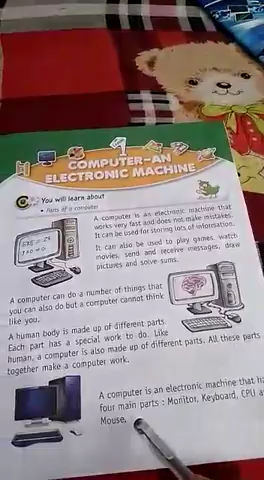 1
COMPUTER-AN
ELECTRONIC MACHINE
You will learn about
• Parts of a computer
A computer is an electronic machine that
works very fast and does not make mistakes.
It can be used for storing lots of information.
It can also be used to play games, watch
movies, send and receive messages, draw
pictures and solve sums.
A computer can do a number of things that
you can also do but a computer cannot think
like you.
A human body is made up of different parts.
Each part has a special work to do. Like
human, a computer is also made up of different parts. All these parts
together make a computer work.
A computer is an electronic machine that
four main parts : Monitor, Keyboard, CPU
Mouse.